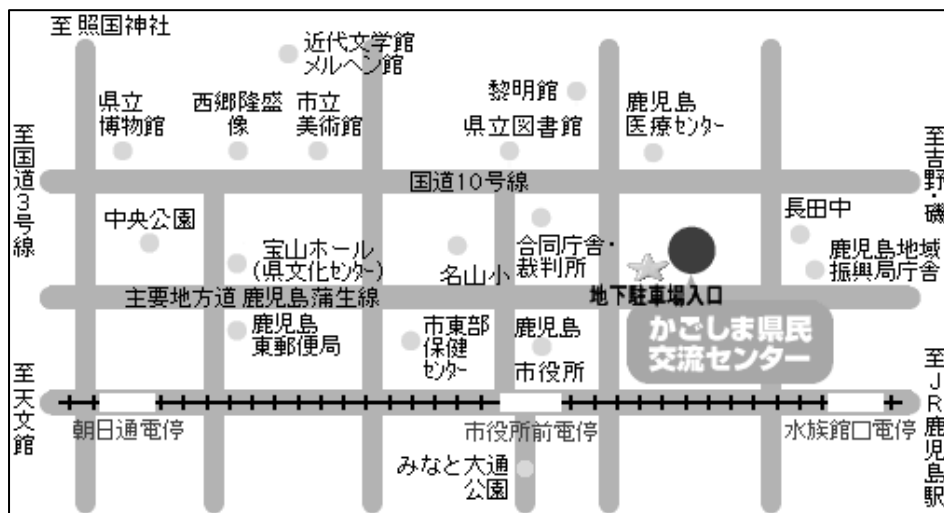 至 照国神社
近代文学館
メルヘン館
黎明館
県立
博物館
西郷隆盛
像
市立
美術館
県立図書館
鹿児島
医療センター
至国道3号線
至吉野・磯
国道10号線
中央公園
宝山ホール
(県文化センター)
名山小
合同庁舎・
裁判所
長田中
鹿児島地域
振興局庁舎
地下駐車場入口
主要地方道 鹿児島蒲生線
かごしま県民
交流センター
鹿児島
東郵便局
市東部
保健
センター
鹿児島
市役所
至天文館
至JR鹿児島駅
朝日通電停
市役所前電停
水族館口電停
みなと大通
公園